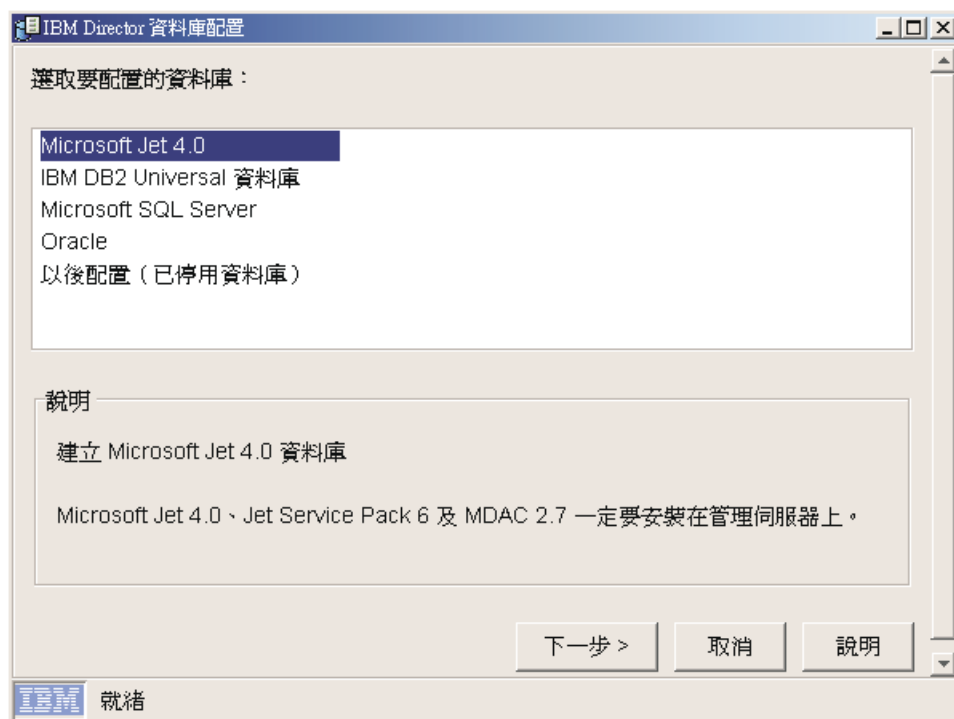 IBM Director 資料庫配置
選取要配置的資料庫：
Microsoft Jet 4.0
IBM DB2 Universal 資料庫
Microsoft SQL Server
Oracle
以後配置（已停用資料庫）
說明
建立 Microsoft Jet 4.0 資料庫
Microsoft Jet 4.0、Jet Service Pack 6 及 MDAC 2.7 一定要安裝在管理伺服器上。
下一步 >
取消
說明
IBM
就緒